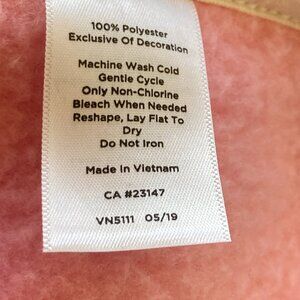 100% Polyester
Exclusive Of Decoration
Machine Wash Cold
Gentle Cycle
Only Non-Chlorine
Bleach When Needed
Reshape, Lay Flat To
Dry
Do Not Iron
Made In Vietnam
CA #23147
VN5111 05/19